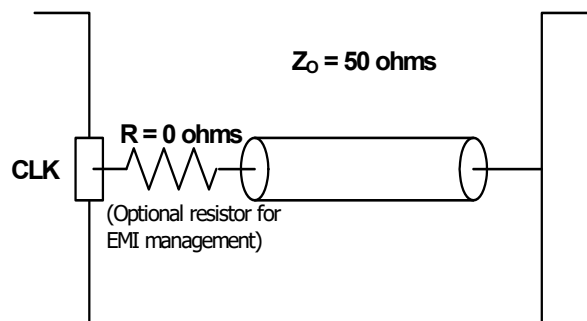 Zo = 50 ohms
R = 0 ohms
CLK
(Optional resistor for
EMI management)